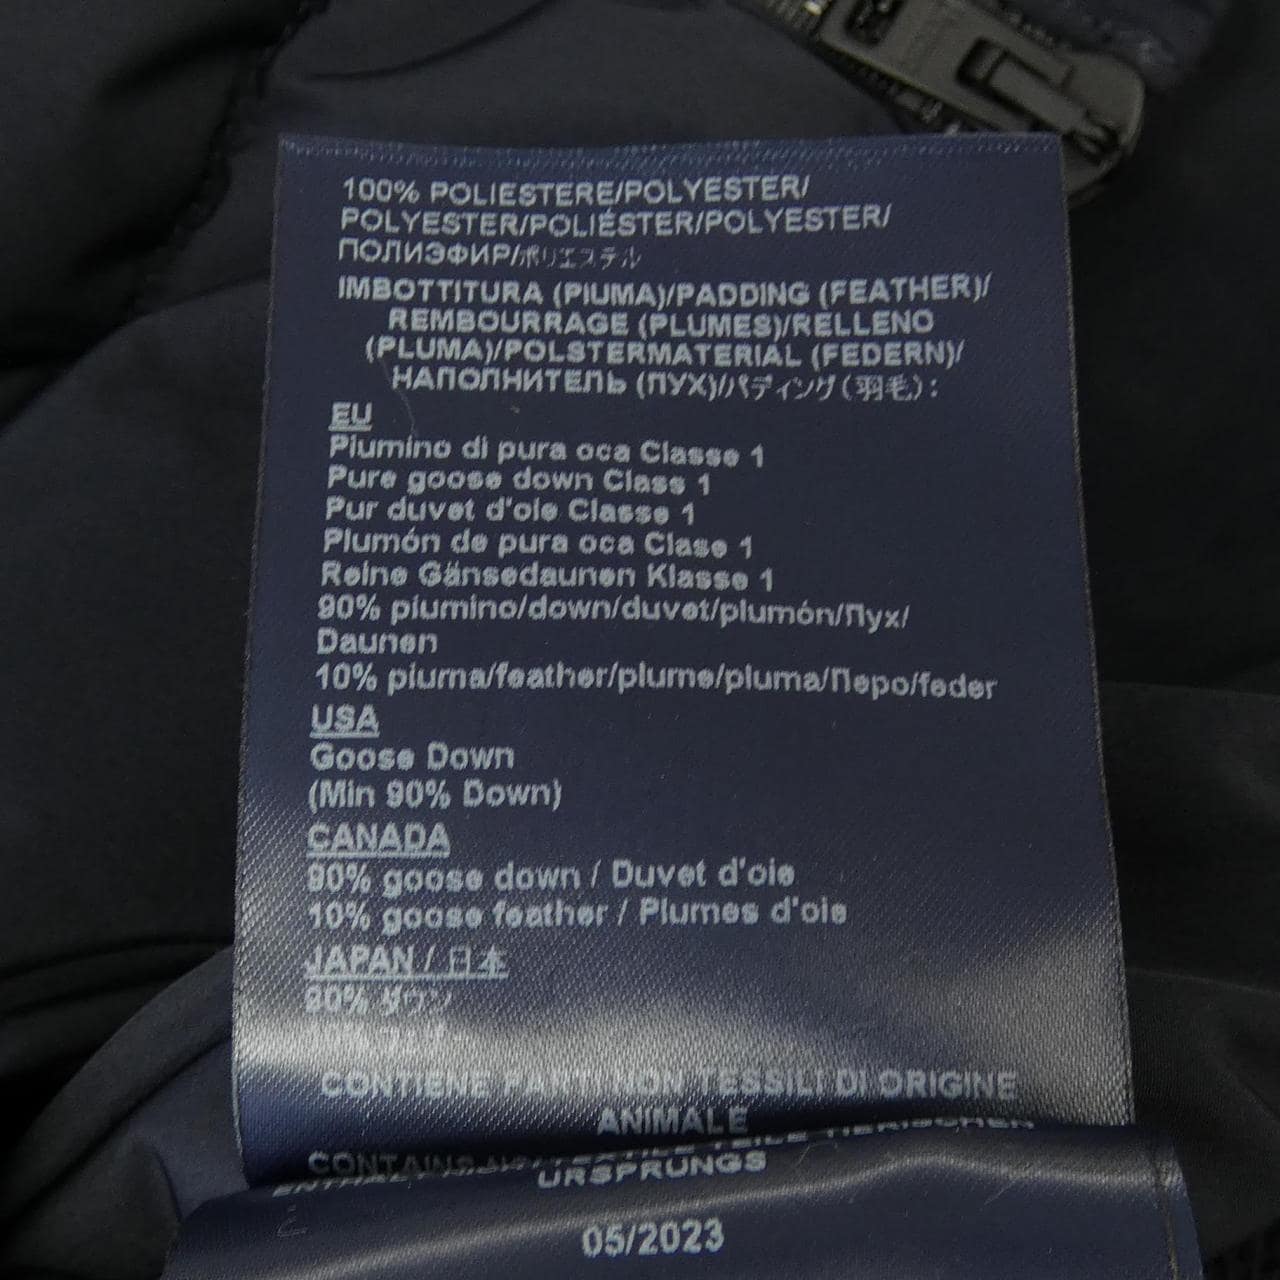 100% POLIESTERE/POLYESTER/
POLYESTER/POLIÉSTER/POLYESTER/
ПОЛИЭФИР/ポリエステル
IMBOTTITURA (PIUMA)/PADDING (FEATHER)/
REMBOURRAGE (PLUMES)/RELLENO
(PLUMA)/POLSTERMATERIAL (FEDERN)/
НАПОЛНИТЕЛЬ (ПУХ)/パディング(羽毛):
EU
Piumino di pura oca Classe 1
Pure goose down Class 1
Pur duvet d'oie Classe 1
Plumón de pura oca Clase 1
Reine Gänsedaunen Klasse 1
90% piumino/down/duvet/plumón/Пух/
Daunen
10% piuma/feather/plume/pluma/Перо/feder
USA
Goose Down
(Min 90% Down)
CANADA
90% goose down / Duvet d'oie
10% goose feather / Plumes d'oie
JAPAN / 日本
90% ダウン
CONTIENE PARTI NON TESSILI DI ORIGINE
ANIMALE
CONTAINS
URSPRUNGS
05/2023